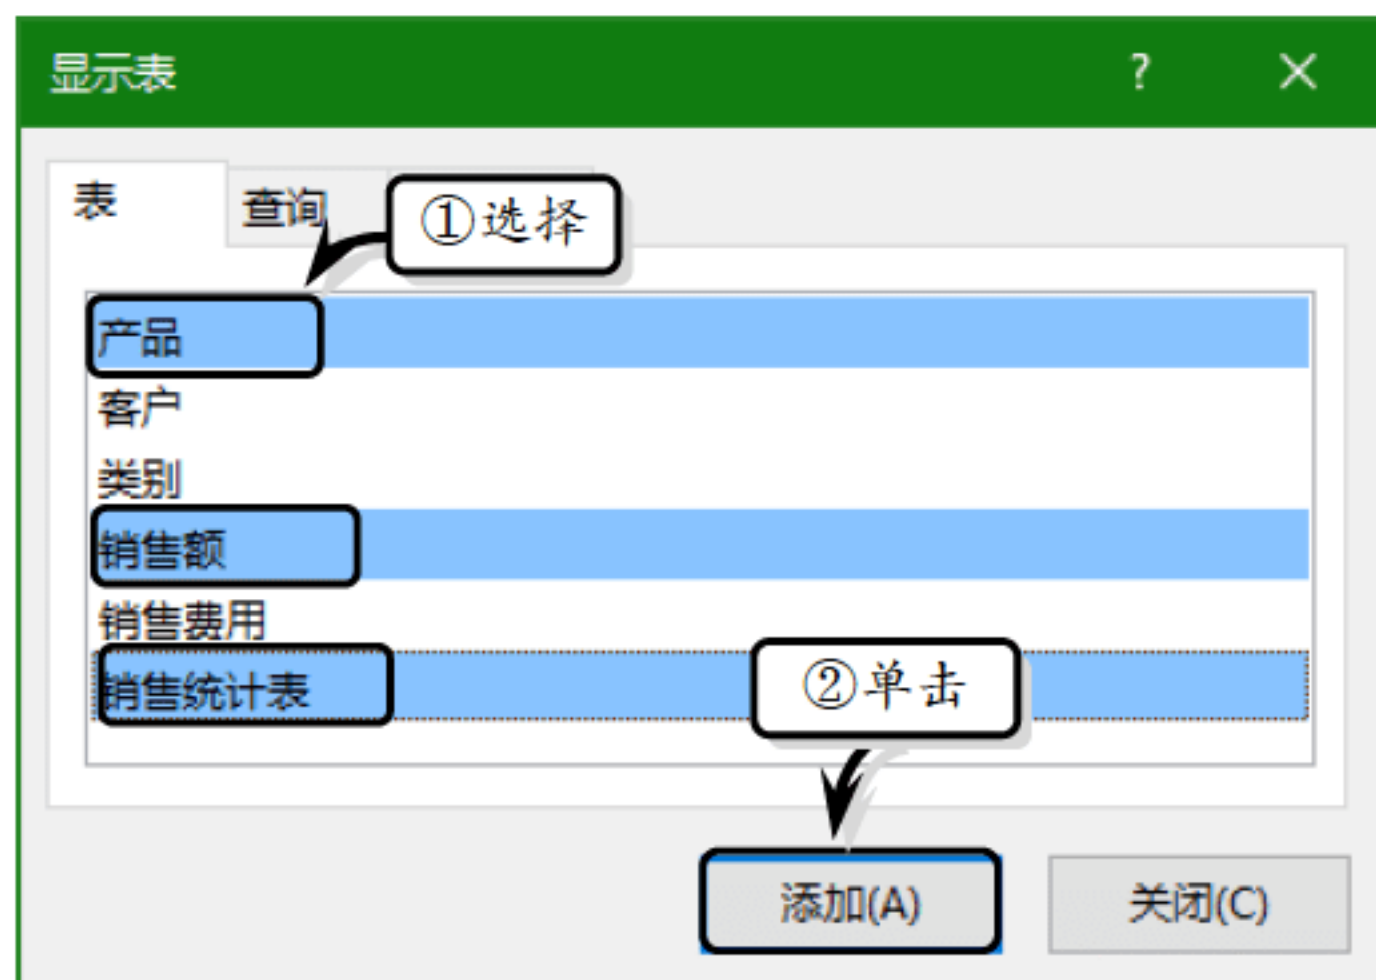 显示表
?
表
查询
①选择
产品
客户
类别
销售额
销售费用
销售统计表
②单击
添加(A)
关闭(C)